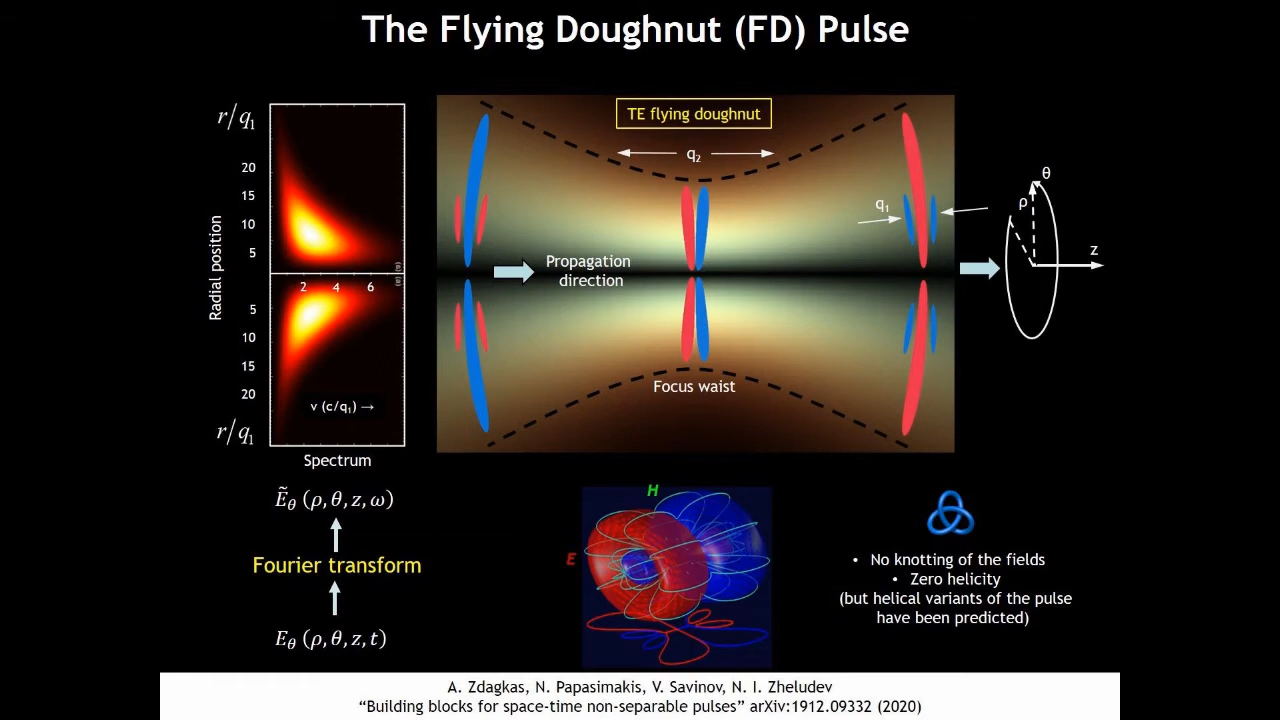 The Flying Doughnut (FD) Pulse
r/q₁
20
15
10
5
Radial position
2 4 6
5
10
15
20
r/q₁
ν (c/q₁) →
Spectrum
TE flying doughnut
q₂
q₁
Propagation
direction
Focus waist
θ
ρ
z
Ẽ_θ (ρ, θ, z, ω)
Fourier transform
E_θ (ρ, θ, z, t)
H
E
• No knotting of the fields
• Zero helicity
(but helical variants of the pulse
have been predicted)
A. Zdagkas, N. Papasimakis, V. Savinov, N. I. Zheludev
“Building blocks for space-time non-separable pulses” arXiv:1912.09332 (2020)